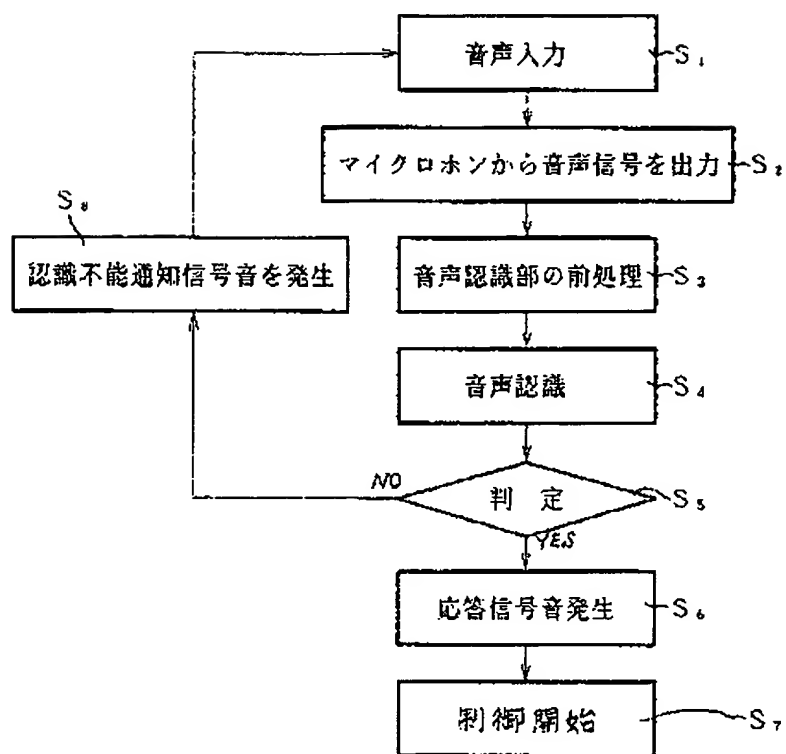 音声入力
S₁
マイクロホンから音声信号を出力
S₂
S₈
認識不能通知信号音を発生
音声認識部の前処理
S₃
音声認識
S₄
NO
判 定
S₅
YES
応答信号音発生
S₆
制御開始
S₇